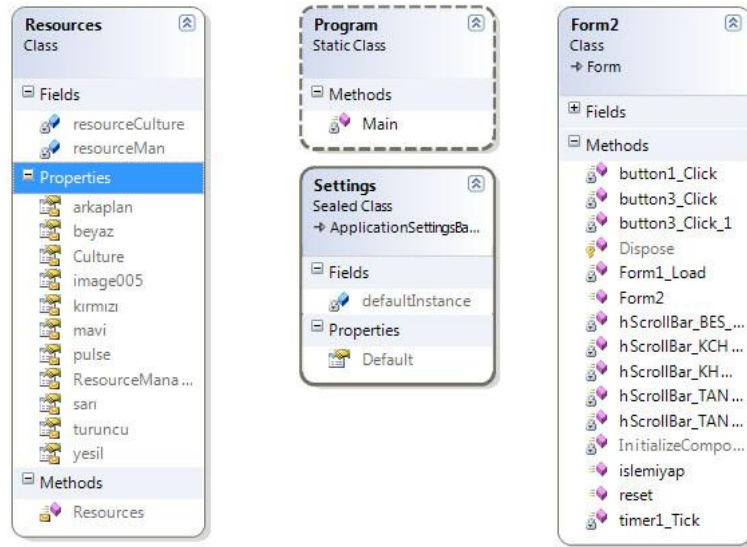 Resources
Class
Fields
resourceCulture
resourceMan
Properties
arkaplan
beyaz
Culture
image005
kırmızı
mavi
pulse
ResourceMana...
sarı
turuncu
yesil
Methods
Resources
Program
Static Class
Methods
Main
Settings
Sealed Class
ApplicationSettingsBa...
Fields
defaultInstance
Properties
Default
Form2
Class
Form
Fields
Methods
button1_Click
button3_Click
button3_Click_1
Dispose
Form1_Load
Form2
hScrollBar_BES_...
hScrollBar_KCH...
hScrollBar_KH...
hScrollBar_TAN...
hScrollBar_TAN...
InitializeCompo...
islemiyap
reset
timer1_Tick